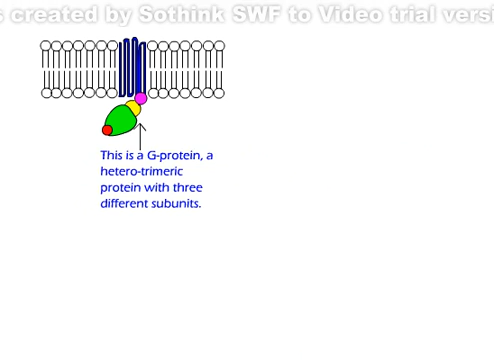 s created by Sothink SWF to Video trial versi
This is a G-protein, a
hetero-trimeric
protein with three
different subunits.